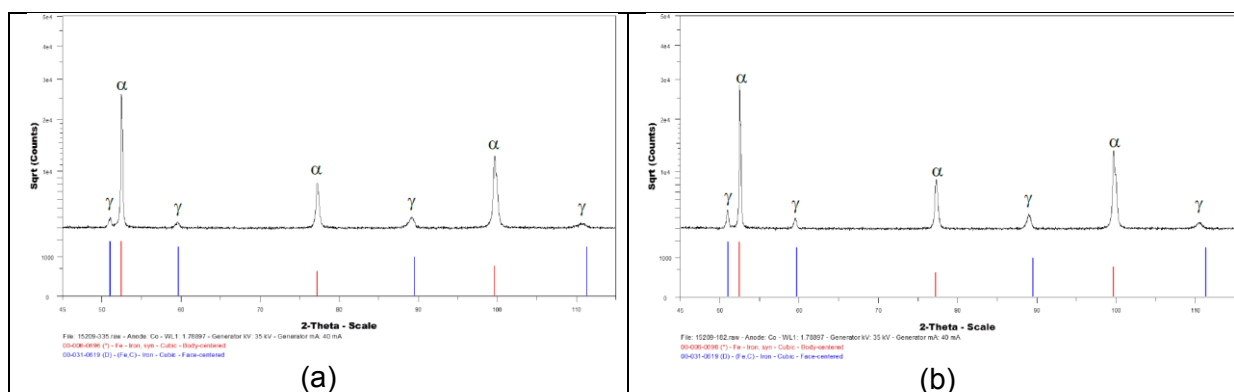 Sqrt (Counts)
5e4
4e4
3e4
2e4
1e4
1000
0
γ
α
γ
α
γ
α
γ
45
50
60
70
80
90
100
110
2-Theta - Scale
File: 15209-335.raw - Anode: Co - WL1: 1.78897 - Generator kV: 35 kV - Generator mA: 40 mA
00-006-0696 (*) - Fe - Iron, syn - Cubic - Body-centered
00-031-0619 (D) - (Fe,C) - Iron - Cubic - Face-centered
(a)
Sqrt (Counts)
5e4
4e4
3e4
2e4
1e4
1000
0
γ
α
γ
α
γ
α
γ
45
50
60
70
80
90
100
110
2-Theta - Scale
File: 15209-162.raw - Anode: Co - WL1: 1.78897 - Generator kV: 35 kV - Generator mA: 40 mA
00-006-0696 (*) - Fe - Iron, syn - Cubic - Body-centered
00-031-0619 (D) - (Fe,C) - Iron - Cubic - Face-centered
(b)